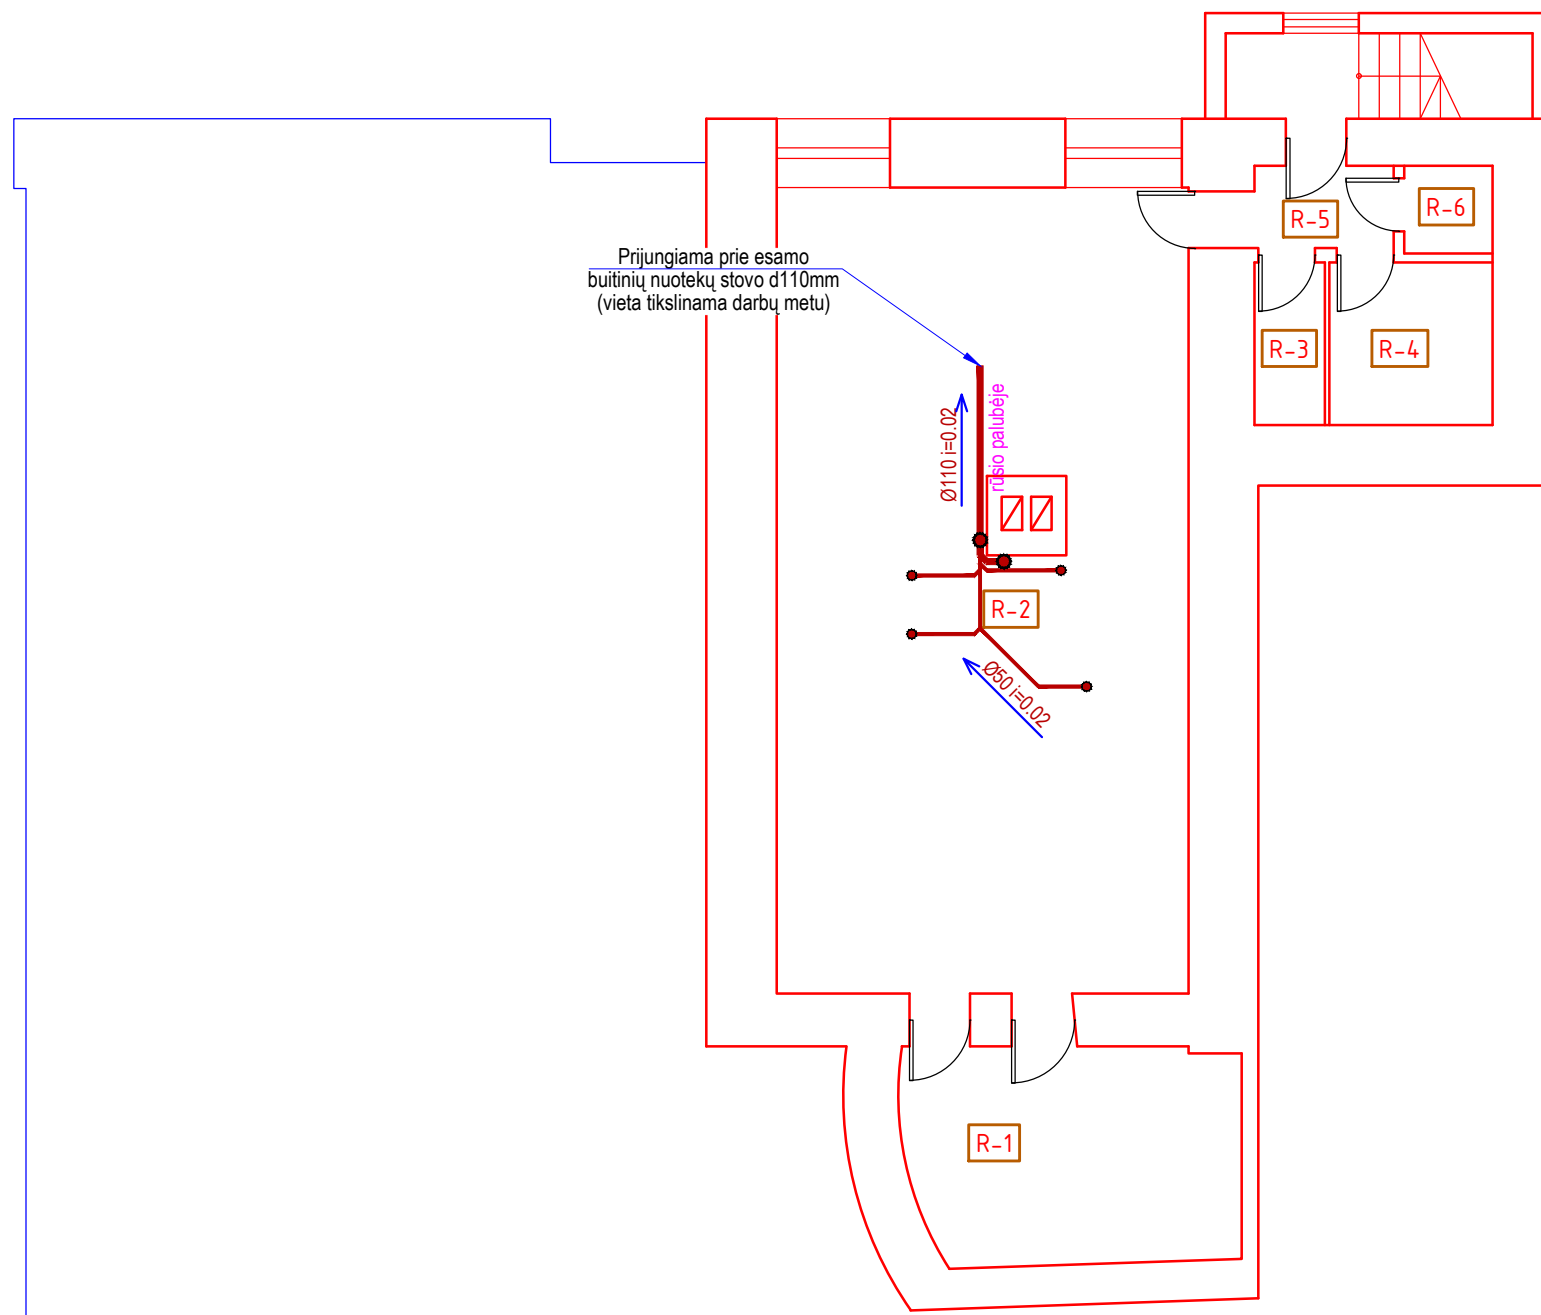 R-6
R-5
Prijungiama prie esamo
buitinių nuotekų stovo d110mm
(vieta tikslinama darbų metu)
R-3
R-4
Ø110 i=0.02
rūsio palubėje
R-2
Ø50 i=0.02
R-1